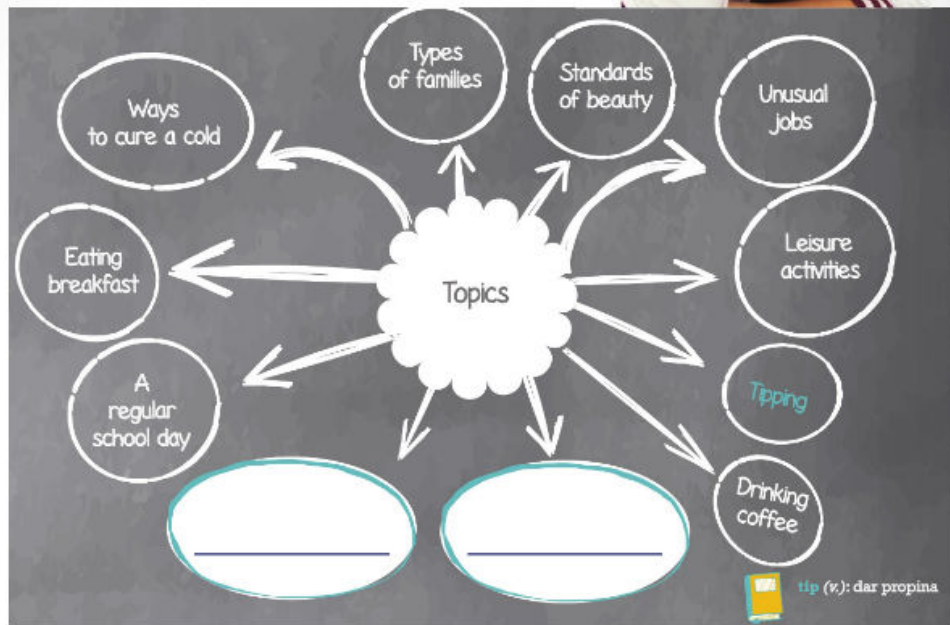 Types
of families
Standards
of beauty
Unusual
jobs
Ways
to cure a cold
Eating
breakfast
Topics
Leisure
activities
A
regular
school day
Tipping
Drinking
coffee
tip (v.): dar propina